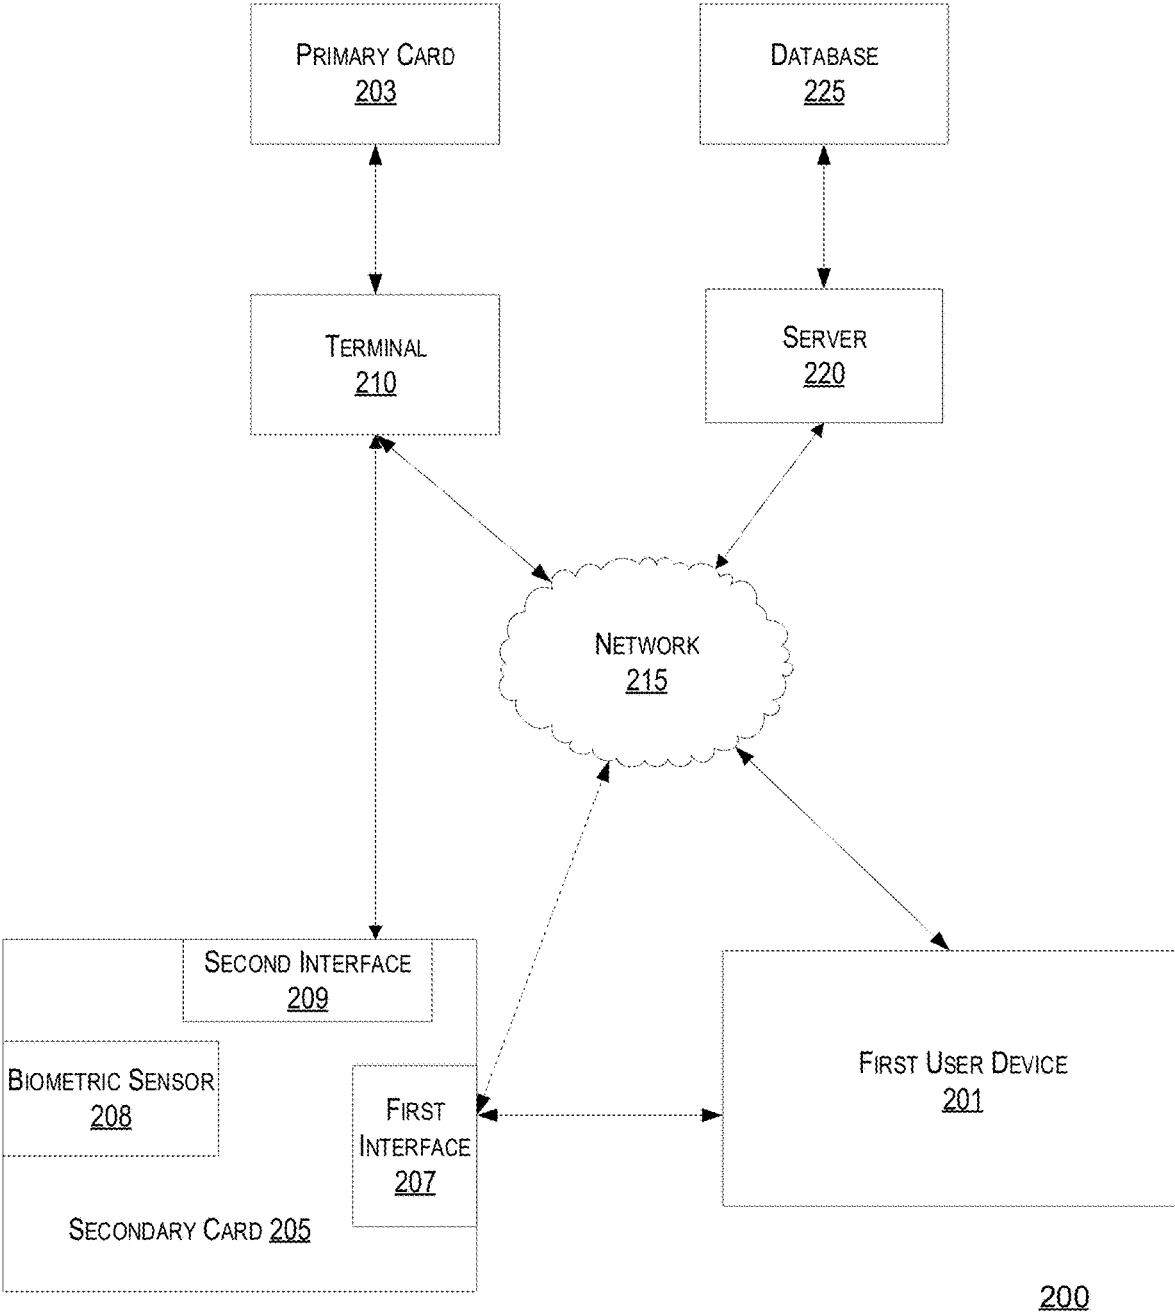 PRIMARY CARD
203
DATABASE
225
TERMINAL
210
SERVER
220
NETWORK
215
SECOND INTERFACE
209
BIOMETRIC SENSOR
208
FIRST
INTERFACE
207
SECONDARY CARD 205
FIRST USER DEVICE
201
200